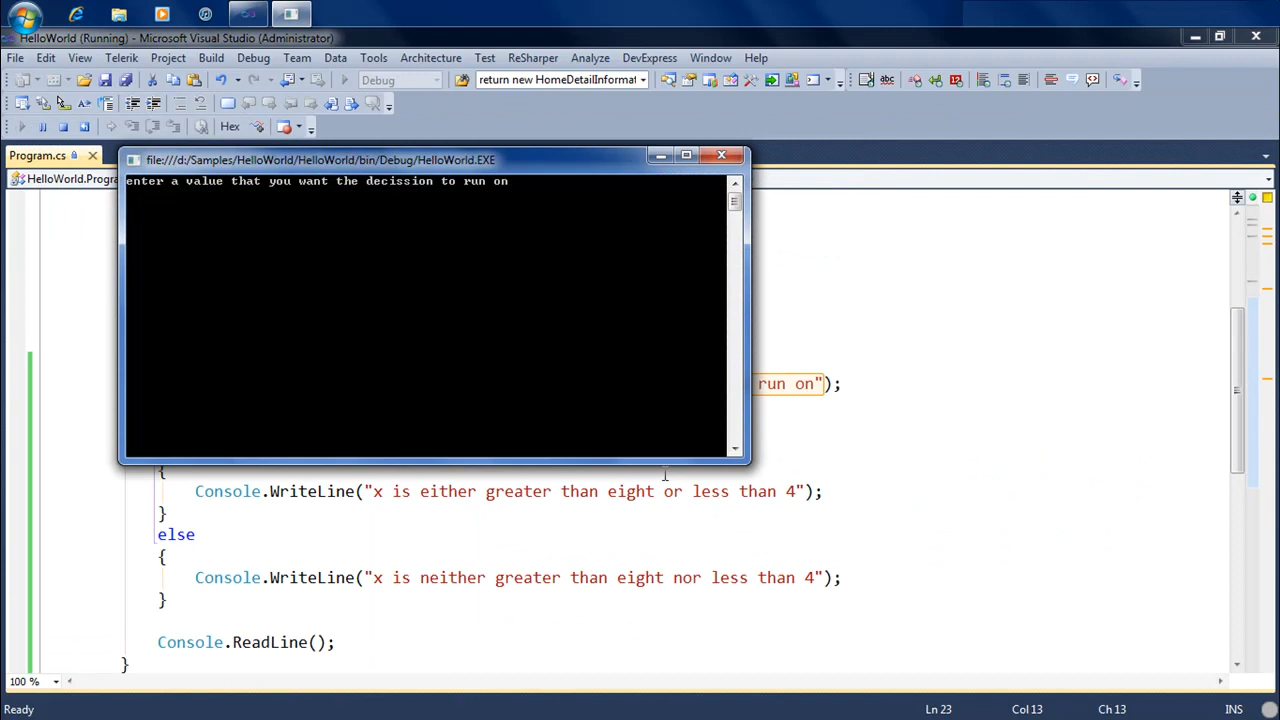 HelloWorld (Running) - Microsoft Visual Studio (Administrator)
File Edit View Telerik Project Build Debug Team Data Tools Architecture Test ReSharper Analyze DevExpress Window Help
Debug return new HomeDetailInformat
Hex
Program.cs
HelloWorld.Progra
file:///d:/Samples/HelloWorld/HelloWorld/bin/Debug/HelloWorld.EXE
enter a value that you want the decission to run on
run on");
{
Console.WriteLine("x is either greater than eight or less than 4");
}
else
{
Console.WriteLine("x is neither greater than eight nor less than 4");
}
Console.ReadLine();
}
100 %
Ready Ln 23 Col 13 Ch 13 INS